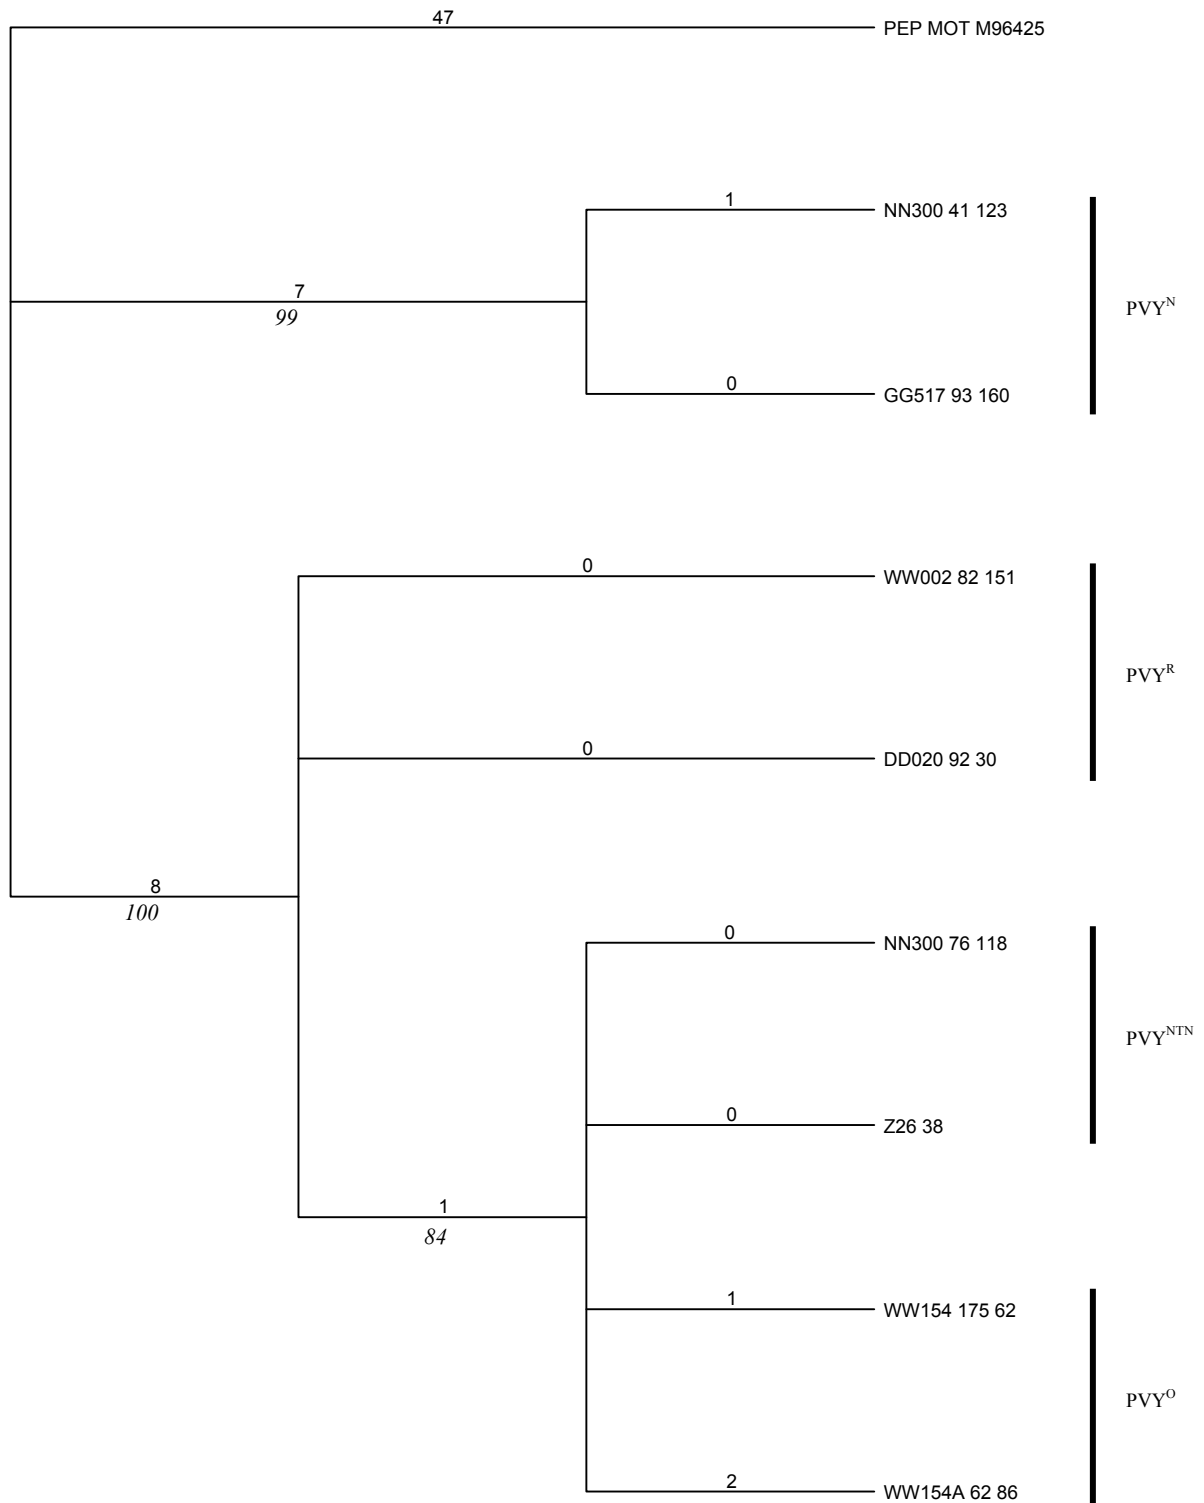 47
PEP MOT M96425
1
NN300 41 123
7
99
PVY^N
0
GG517 93 160
0
WW002 82 151
PVY^R
0
DD020 92 30
8
100
0
NN300 76 118
PVY^NTN
0
Z26 38
1
84
1
WW154 175 62
PVY^O
2
WW154A 62 86